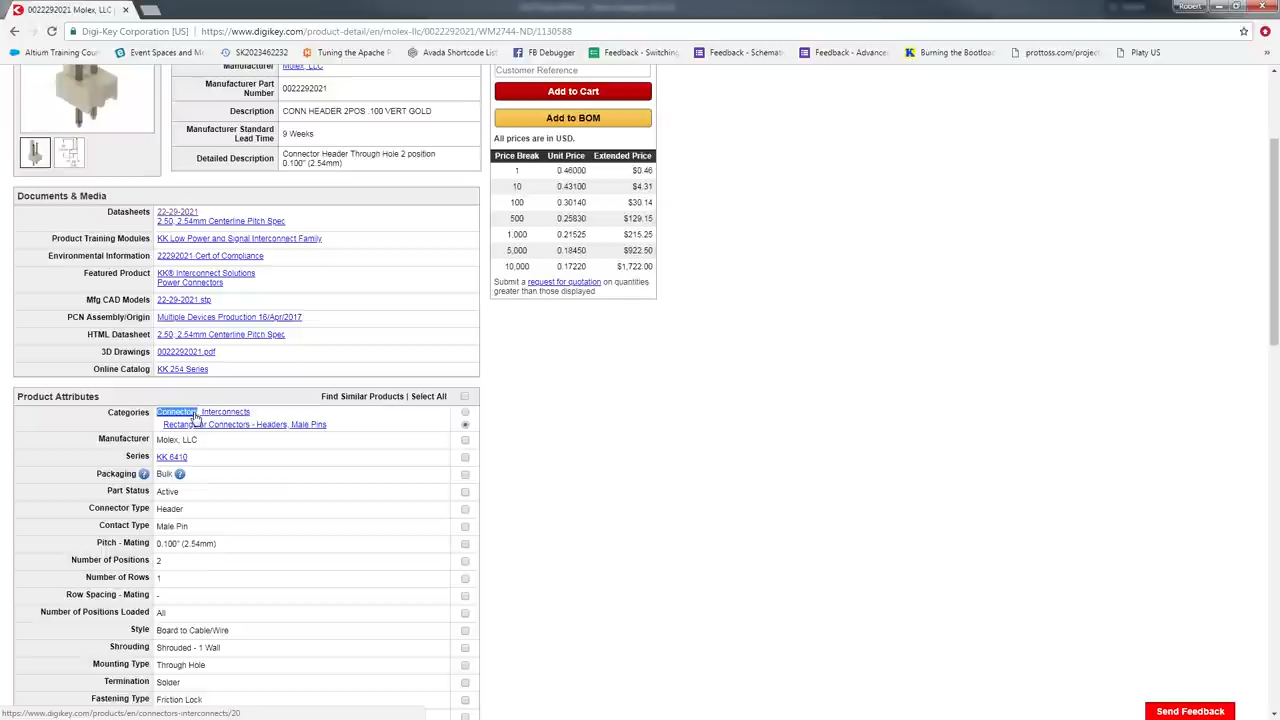 0022292021 Molex, LLC
Robert
Digi-Key Corporation [US]
https://www.digikey.com/product-detail/en/molex-llc/0022292021/WM2744-ND/1130588
Altium Training Cour
Event Spaces and Me
SK2023462232
Tuning the Apache P
Avada Shortcode List
FB Debugger
Feedback - Switching
Feedback - Schemati
Feedback - Advance
Burning the Bootloa
prottoss.com/project
Platy US
»
Manufacturer
Molex, LLC
Manufacturer Part Number
0022292021
Description
CONN HEADER 2POS .100 VERT GOLD
Manufacturer Standard Lead Time
9 Weeks
Detailed Description
Connector Header Through Hole 2 position 0.100" (2.54mm)
Customer Reference
Add to Cart
Add to BOM
All prices are in USD.
Price Break Unit Price Extended Price
1 0.46000 $0.46
10 0.43100 $4.31
100 0.30140 $30.14
500 0.25830 $129.15
1,000 0.21525 $215.25
5,000 0.18450 $922.50
10,000 0.17220 $1,722.00
Submit a request for quotation on quantities
greater than those displayed
Documents & Media
Datasheets 22-29-2021
2.50, 2.54mm Centerline Pitch Spec
Product Training Modules KK Low Power and Signal Interconnect Family
Environmental Information 22292021 Cert of Compliance
Featured Product KK® Interconnect Solutions
Power Connectors
Mfg CAD Models 22-29-2021.stp
PCN Assembly/Origin Multiple Devices Production 16/Apr/2017
HTML Datasheet 2.50, 2.54mm Centerline Pitch Spec
3D Drawings 0022292021.pdf
Online Catalog KK 254 Series
Product Attributes Find Similar Products | Select All
Categories Connectors, Interconnects
Rectangular Connectors - Headers, Male Pins
Manufacturer Molex, LLC
Series KK 6410
Packaging ? Bulk ?
Part Status Active
Connector Type Header
Contact Type Male Pin
Pitch - Mating 0.100" (2.54mm)
Number of Positions 2
Number of Rows 1
Row Spacing - Mating -
Number of Positions Loaded All
Style Board to Cable/Wire
Shrouding Shrouded - 1 Wall
Mounting Type Through Hole
Termination Solder
Fastening Type Friction Lock
https://www.digikey.com/products/en/connectors-interconnects/20
Send Feedback